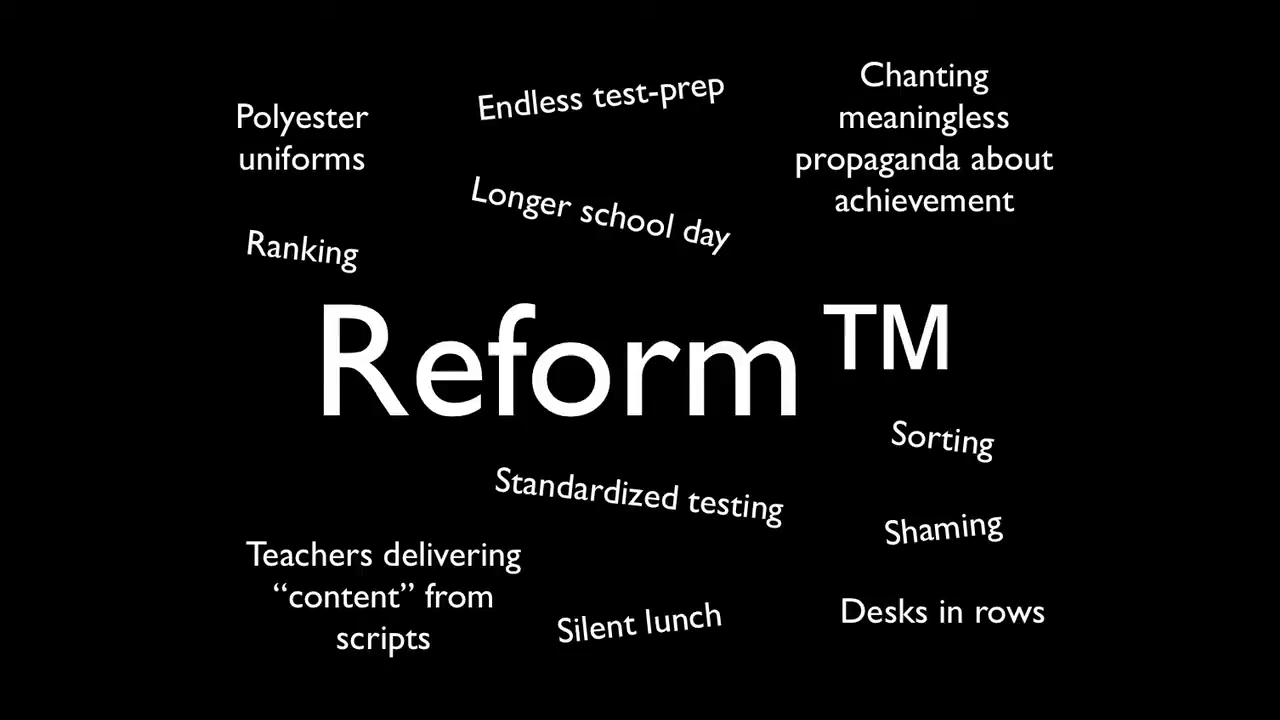 Polyester
uniforms
Endless test-prep
Chanting
meaningless
propaganda about
achievement
Longer school day
Ranking
Reform™
Sorting
Standardized testing
Shaming
Teachers delivering
“content” from
scripts
Silent lunch
Desks in rows